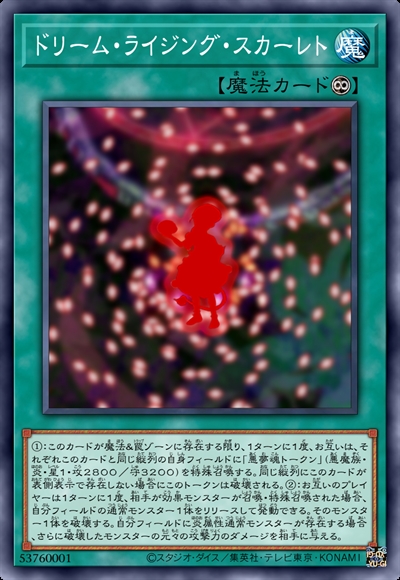 ドリーム・ライジング・スカーレト
魔
【魔法カード】
①：このカードが魔法&罠ゾーンに存在する限り、1ターンに1度、お互いは、そ
れぞれこのカードと同じ縦列の自身フィールドに「悪夢魂トークン」(悪魔族・
炎・星1・攻2800／守3200)を特殊召喚する。同じ縦列にこのカードが
表側表示で存在しない場合にこのトークンは破壊される。②：お互いのプレ
イヤーは1ターンに1度、相手が効果モンスターが召喚・特殊召喚された場合、
自分フィールドの通常モンスター1体をリリースして発動できる。そのモンスタ
ー1体を破壊する。自分フィールドに炎属性通常モンスターが存在する場合、
さらに破壊したモンスターの元々の攻撃力のダメージを相手に与える。
53760001
©スタジオ・ダイス／集英社・テレビ東京・KONAMI